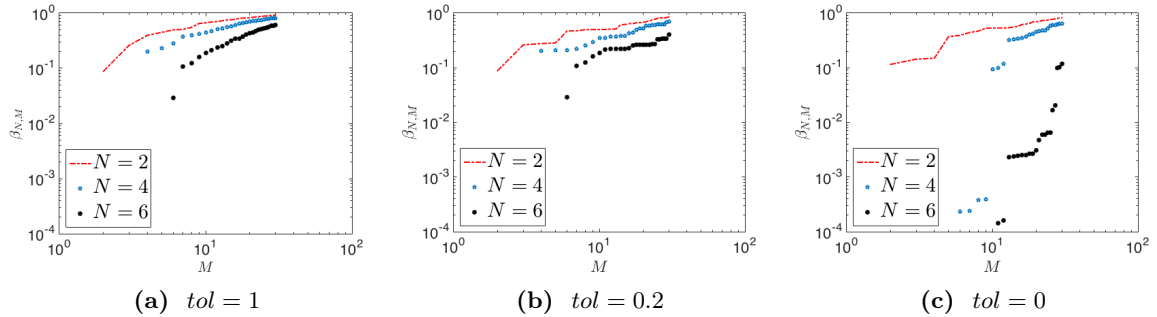 10^0
10^-1
10^-2
10^-3
10^-4
β_{N,M}
N = 2
N = 4
N = 6
10^0
10^1
10^2
M
(a) tol = 1
10^0
10^-1
10^-2
10^-3
10^-4
β_{N,M}
N = 2
N = 4
N = 6
10^0
10^1
10^2
M
(b) tol = 0.2
10^0
10^-1
10^-2
10^-3
10^-4
β_{N,M}
N = 2
N = 4
N = 6
10^0
10^1
10^2
M
(c) tol = 0